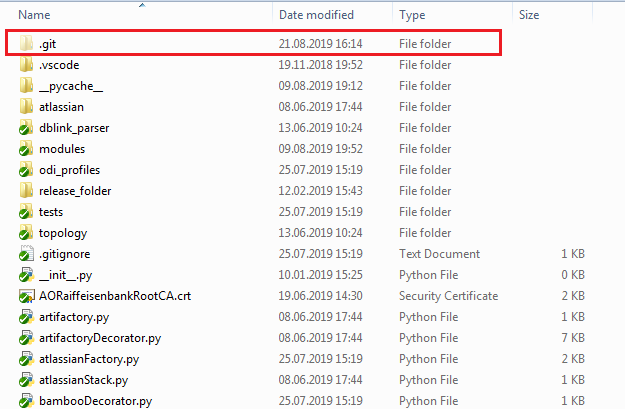 Name Date modified Type Size
.git 21.08.2019 16:14 File folder
.vscode 19.11.2018 19:52 File folder
__pycache__ 09.08.2019 19:12 File folder
atlassian 08.06.2019 17:44 File folder
dblink_parser 13.06.2019 10:24 File folder
modules 09.08.2019 19:52 File folder
odi_profiles 25.07.2019 15:19 File folder
release_folder 12.02.2019 15:43 File folder
tests 25.07.2019 15:19 File folder
topology 13.06.2019 10:24 File folder
.gitignore 25.07.2019 15:19 Text Document 1 KB
__init__.py 10.01.2019 15:25 Python File 0 KB
AORaiffeisenbankRootCA.crt 19.06.2019 14:30 Security Certificate 2 KB
artifactory.py 08.06.2019 17:44 Python File 1 KB
artifactoryDecorator.py 08.06.2019 17:44 Python File 7 KB
atlassianFactory.py 25.07.2019 15:19 Python File 2 KB
atlassianStack.py 08.06.2019 17:44 Python File 1 KB
bambooDecorator.py 25.07.2019 15:19 Python File 1 KB